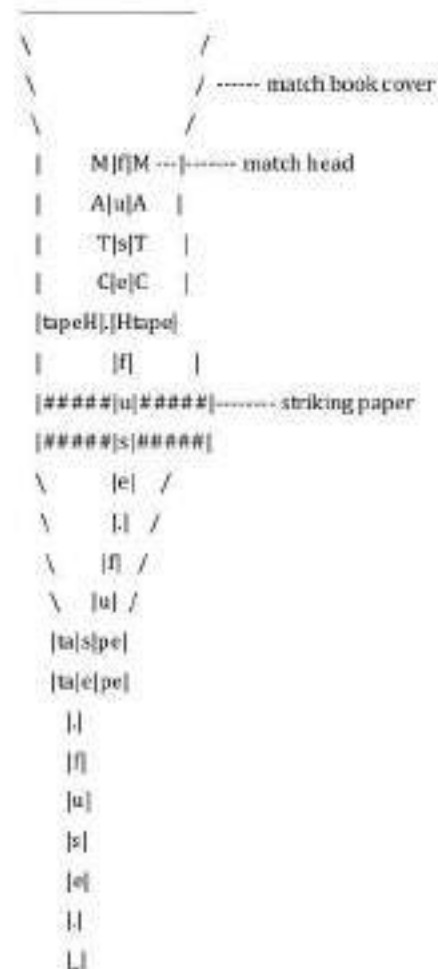 match book cover
M|f|M ---|------- match head
A|u|A
T|s|T
C|e|C
|tapeH|.|Htape|
|f|
|#####|u|#####|-------- striking paper
|#####|s|#####|
|e|
|.|
|f|
|u|
|ta|s|pe|
|ta|e|pe|
|.|
|f|
|u|
|s|
|e|
|.|
|_|